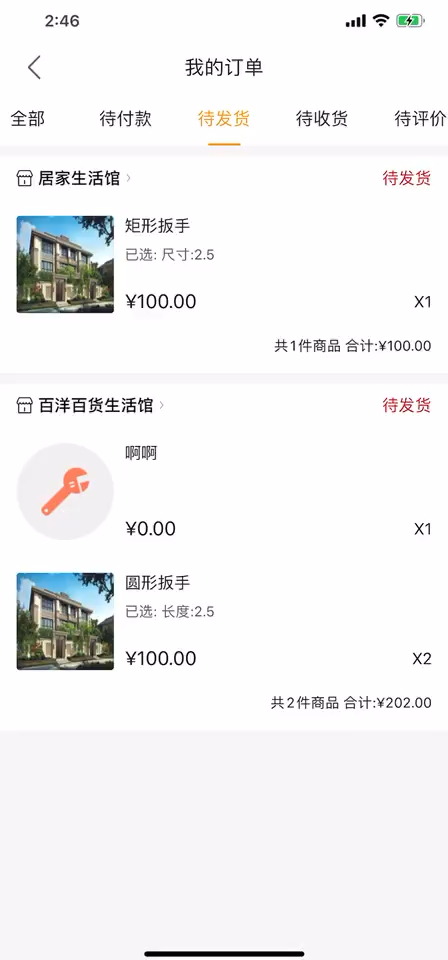 2:46
我的订单
全部 待付款 待发货 待收货 待评价
居家生活馆 待发货
矩形扳手
已选: 尺寸:2.5
¥100.00 X1
共1件商品 合计:¥100.00
百洋百货生活馆 待发货
啊啊
¥0.00 X1
圆形扳手
已选: 长度:2.5
¥100.00 X2
共2件商品 合计:¥202.00